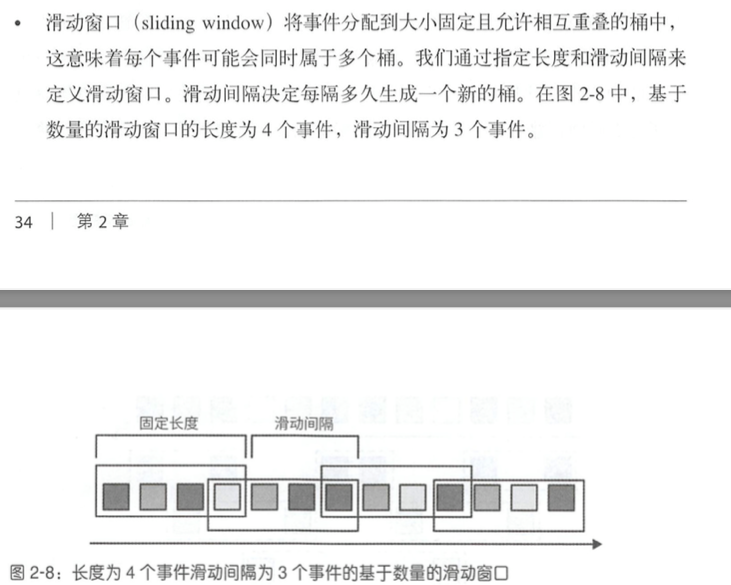 • 滑动窗口（sliding window）将事件分配到大小固定且允许相互重叠的桶中，
这意味着每个事件可能会同时属于多个桶。我们通过指定长度和滑动间隔来
定义滑动窗口。滑动间隔决定每隔多久生成一个新的桶。在图 2-8 中，基于
数量的滑动窗口的长度为 4 个事件，滑动间隔为 3 个事件。
34 | 第 2 章
固定长度 滑动间隔
图 2-8：长度为 4 个事件滑动间隔为 3 个事件的基于数量的滑动窗口